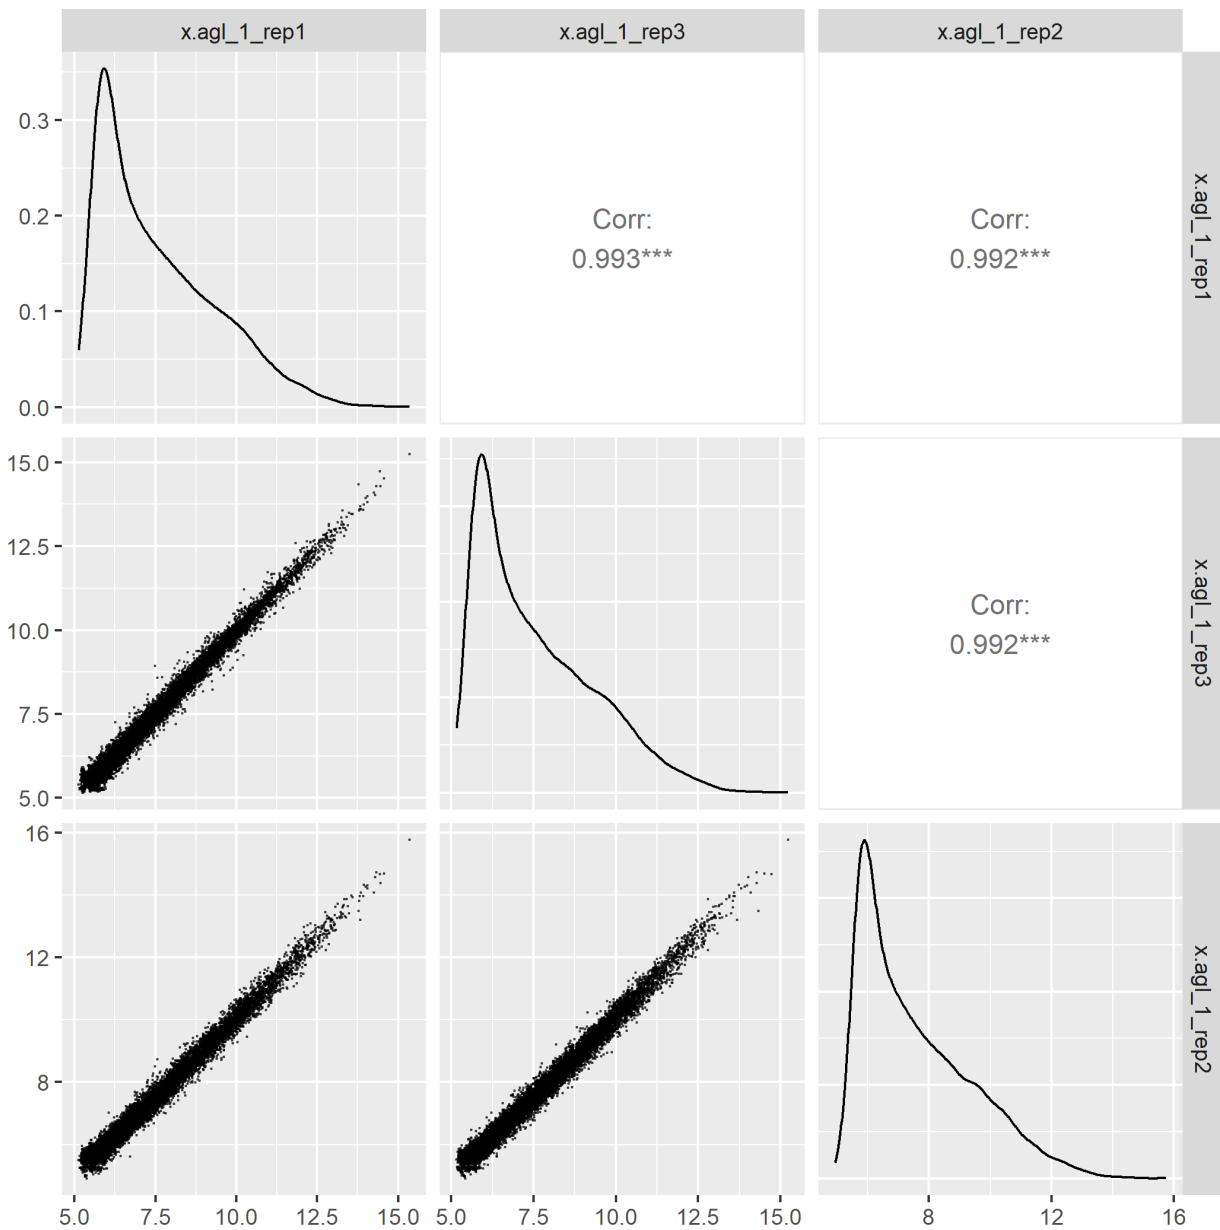 x.agl_1_rep1
x.agl_1_rep3
x.agl_1_rep2
0.3
0.2
0.1
0.0
Corr:
0.993***
Corr:
0.992***
x.agl_1_rep1
15.0
12.5
10.0
7.5
5.0
Corr:
0.992***
x.agl_1_rep3
16
12
8
x.agl_1_rep2
5.0 7.5 10.0 12.5 15.0
5.0 7.5 10.0 12.5 15.0
8 12 16